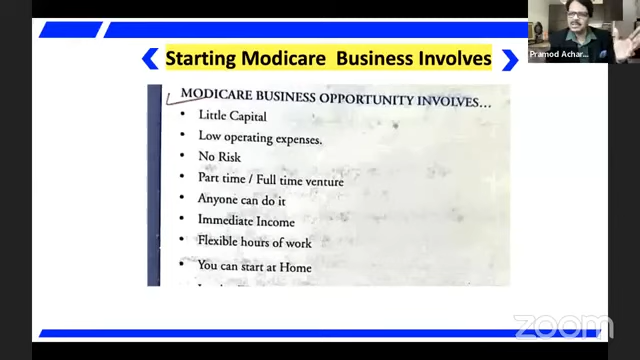 Starting Modicare Business Involves
Pramod Achar...
MODICARE BUSINESS OPPORTUNITY INVOLVES...
• Little Capital
• Low operating expenses.
• No Risk
• Part time / Full time venture
• Anyone can do it
• Immediate Income
• Flexible hours of work
• You can start at Home
zoom